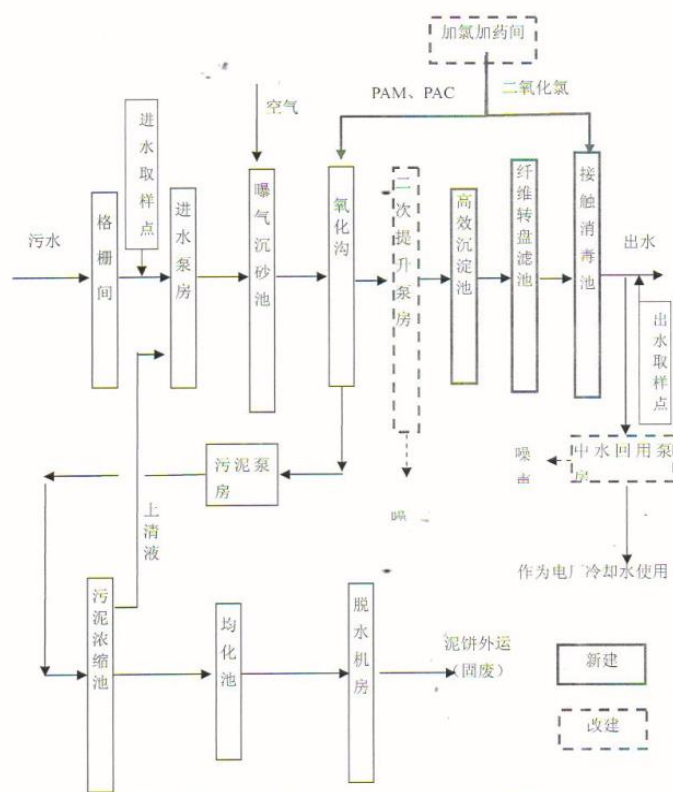 加氯加药间
PAM、PAC
二氧化氯
空气
进水取样点
污水
格栅间
进水泵房
曝气沉砂池
氧化沟
二次提升泵房
高效沉淀池
纤维转盘滤池
接触消毒池
出水
出水取样点
污泥泵
房
噪
噪声
中水回用泵
房
上清液
作为电厂冷却水使用
污泥浓缩池
均化池
脱水机房
泥饼外运
（固废）
新建
改建